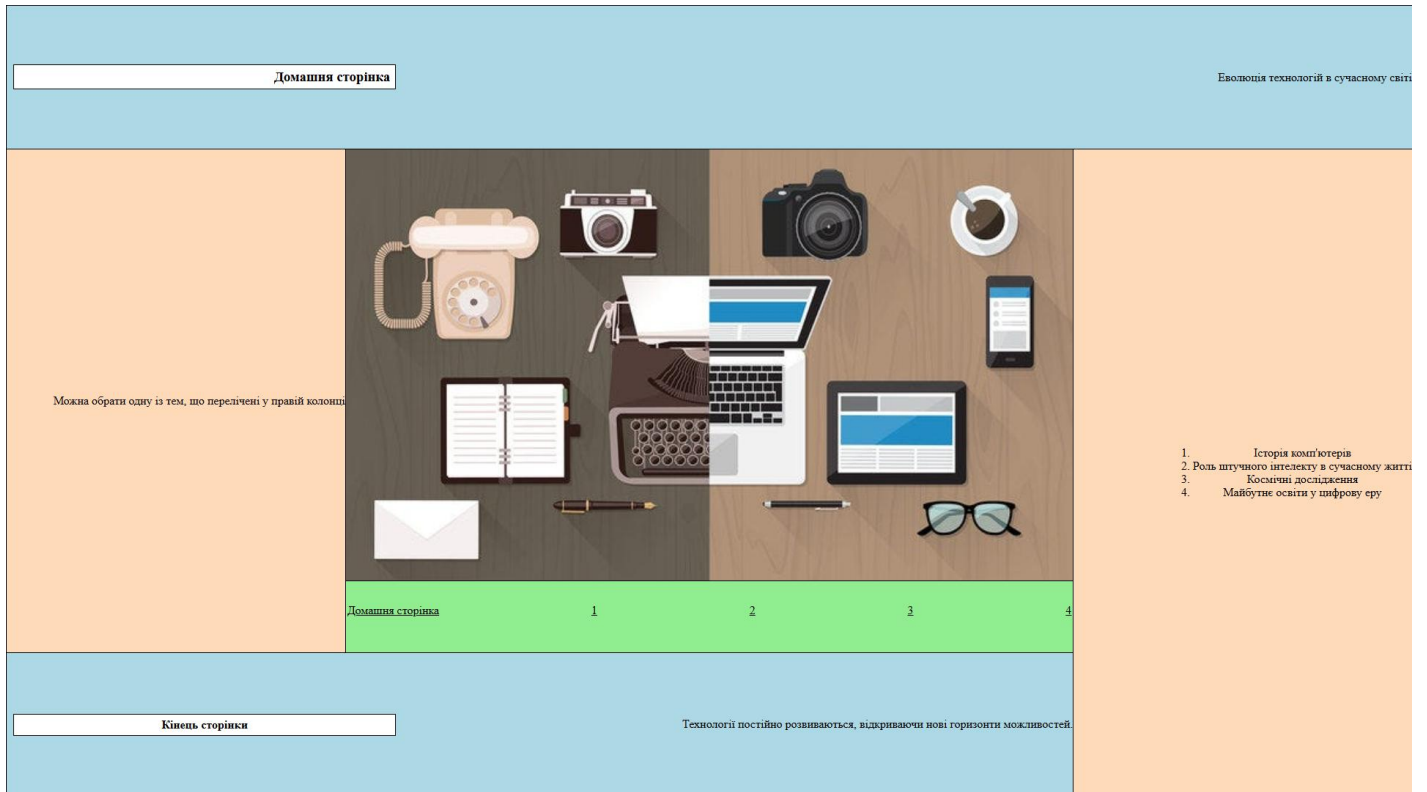 Домашня сторінка
Еволюція технологій в сучасному світі
Можна обрати одну із тем, що перелічені у правій колонці
1. Історія комп'ютерів
2. Роль штучного інтелекту в сучасному житті
3. Космічні дослідження
4. Майбутнє освіти у цифрову еру
Домашня сторінка 1 2 3 4
Кінець сторінки
Технології постійно розвиваються, відкриваючи нові горизонти можливостей.